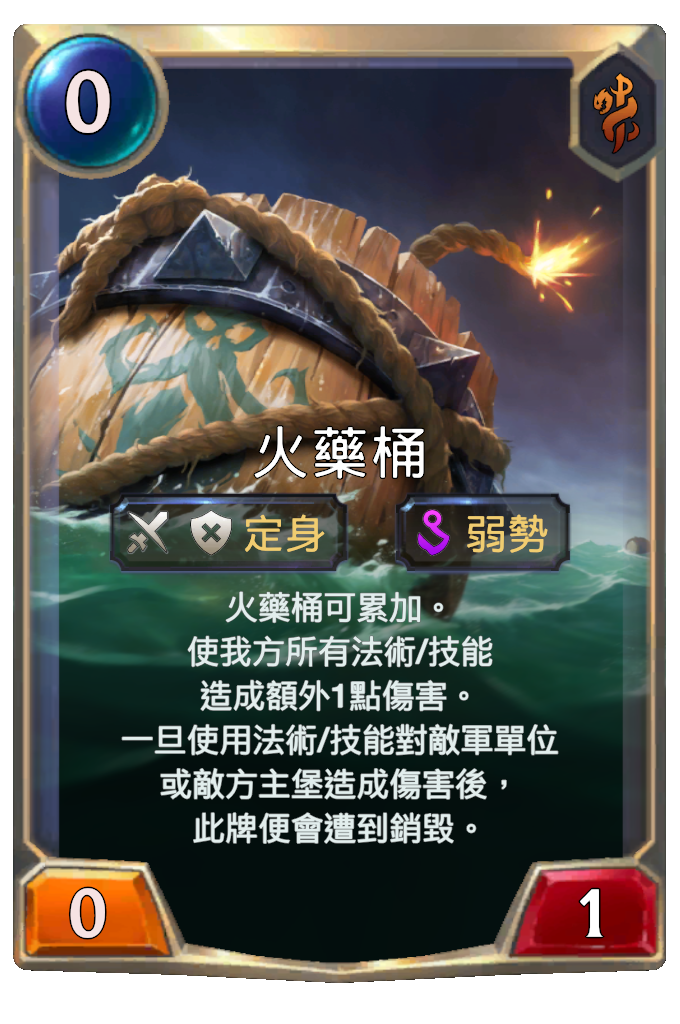 0
火藥桶
定身 弱勢
火藥桶可累加。
使我方所有法術/技能
造成額外1點傷害。
一旦使用法術/技能對敵軍單位
或敵方主堡造成傷害後，
此牌便會遭到銷毀。
0 1